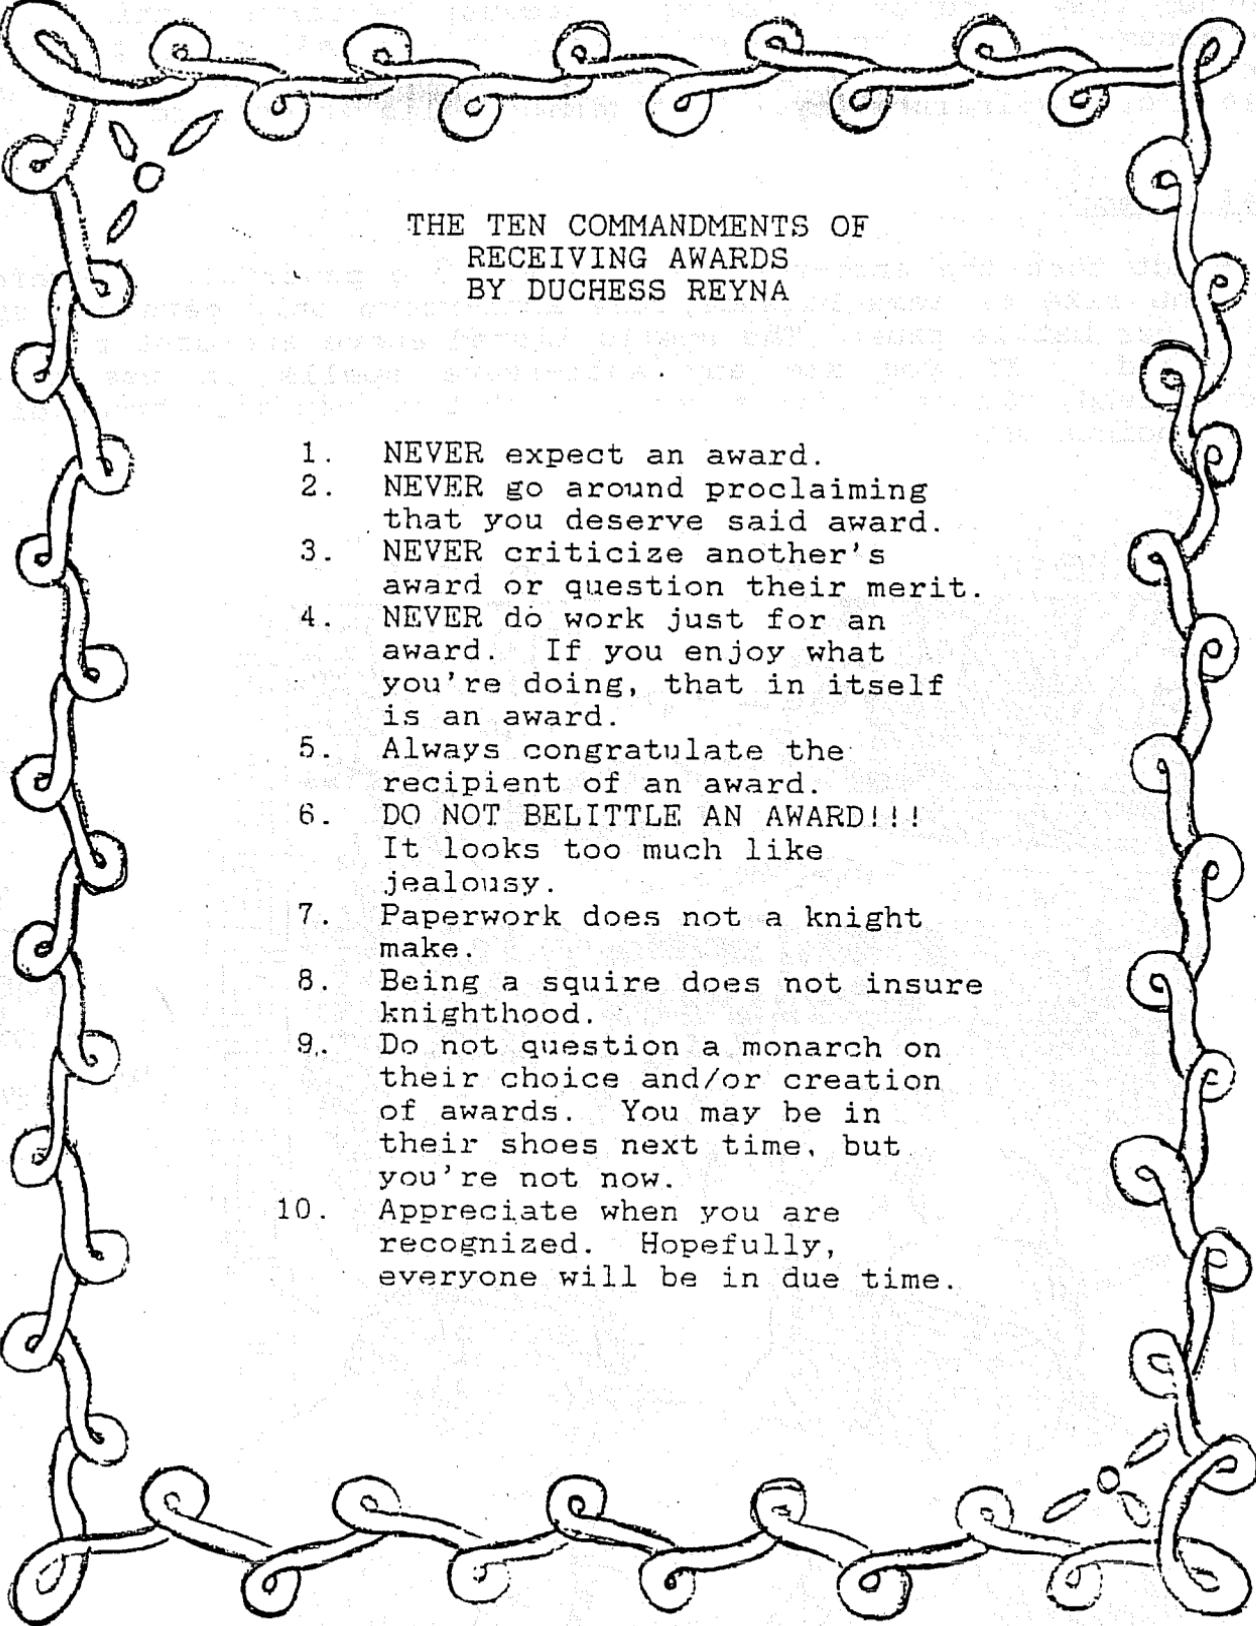 THE TEN COMMANDMENTS OF
RECEIVING AWARDS
BY DUCHESS REYNA
1. NEVER expect an award.
2. NEVER go around proclaiming
that you deserve said award.
3. NEVER criticize another's
award or question their merit.
4. NEVER do work just for an
award. If you enjoy what
you're doing, that in itself
is an award.
5. Always congratulate the
recipient of an award.
6. DO NOT BELITTLE AN AWARD!!!
It looks too much like
jealousy.
7. Paperwork does not a knight
make.
8. Being a squire does not insure
knighthood.
9. Do not question a monarch on
their choice and/or creation
of awards. You may be in
their shoes next time, but
you're not now.
10. Appreciate when you are
recognized. Hopefully,
everyone will be in due time.